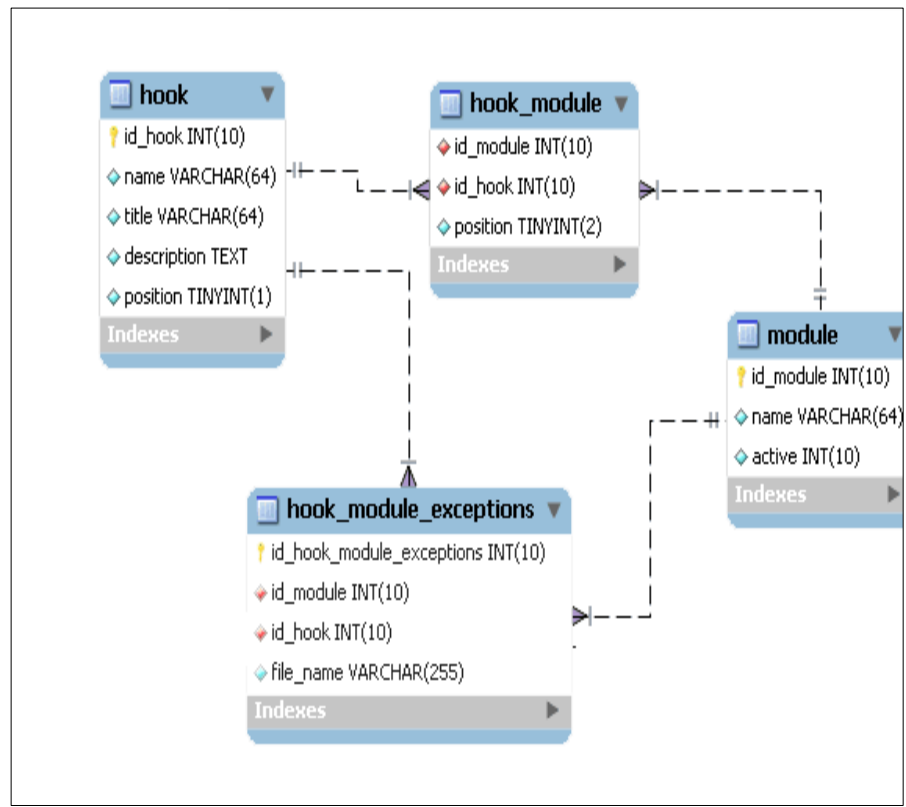 hook
id_hook INT(10)
name VARCHAR(64)
title VARCHAR(64)
description TEXT
position TINYINT(1)
Indexes
hook_module
id_module INT(10)
id_hook INT(10)
position TINYINT(2)
Indexes
module
id_module INT(10)
name VARCHAR(64)
active INT(10)
Indexes
hook_module_exceptions
id_hook_module_exceptions INT(10)
id_module INT(10)
id_hook INT(10)
file_name VARCHAR(255)
Indexes